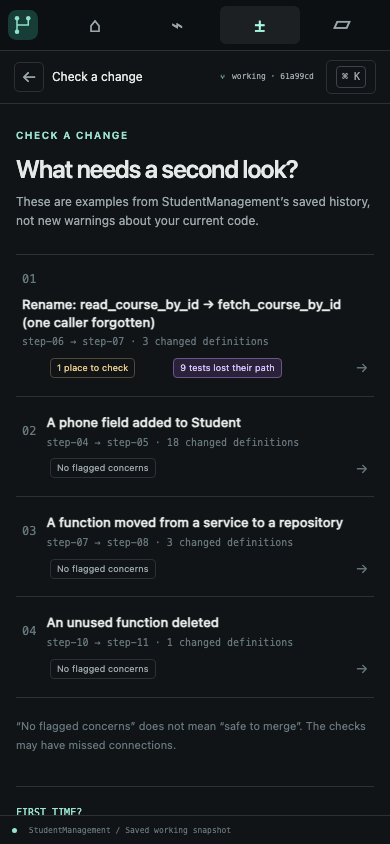 Check a change
working · 61a99cd
⌘ K
CHECK A CHANGE
What needs a second look?
These are examples from StudentManagement’s saved history,
not new warnings about your current code.
01
Rename: read_course_by_id → fetch_course_by_id
(one caller forgotten)
step-06 → step-07 · 3 changed definitions
1 place to check
9 tests lost their path
→
02
A phone field added to Student
step-04 → step-05 · 18 changed definitions
No flagged concerns
→
03
A function moved from a service to a repository
step-07 → step-08 · 3 changed definitions
No flagged concerns
→
04
An unused function deleted
step-10 → step-11 · 1 changed definitions
No flagged concerns
→
“No flagged concerns” does not mean “safe to merge”. The checks
may have missed connections.
FIRST TIME?
StudentManagement / Saved working snapshot